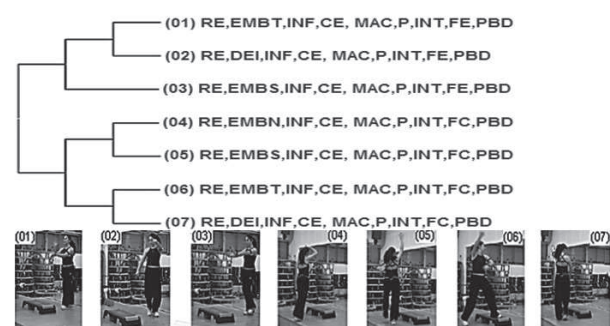 (01) RE,EMBT,INF,CE, MAC,P,INT,FE,PBD
(02) RE,DEI,INF,CE, MAC,P,INT,FE,PBD
(03) RE,EMBS,INF,CE, MAC,P,INT,FE,PBD
(04) RE,EMBN,INF,CE, MAC,P,INT,FC,PBD
(05) RE,EMBS,INF,CE, MAC,P,INT,FC,PBD
(06) RE,EMBT,INF,CE, MAC,P,INT,FC,PBD
(07) RE,DEI,INF,CE, MAC,P,INT,FC,PBD
(01) (02) (03) (04) (05) (06) (07)